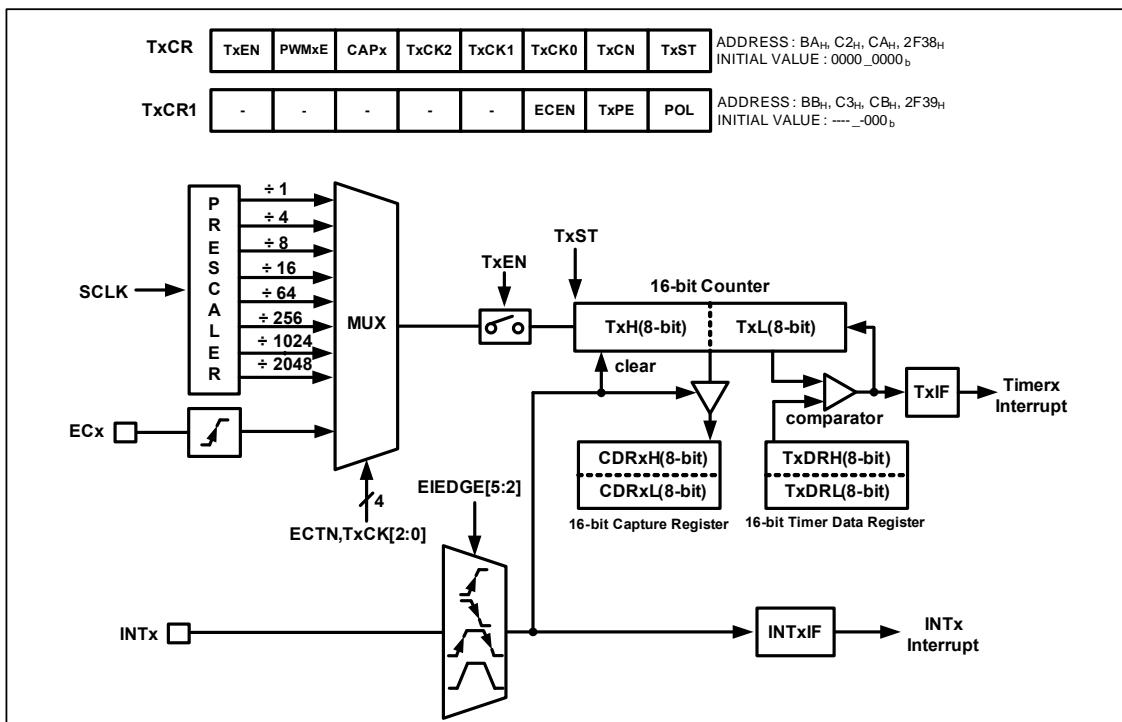 TxCR TxEN PWMxE CAPx TxCK2 TxCK1 TxCK0 TxCN TxST ADDRESS : BAH, C2H, CAH, 2F38H
INITIAL VALUE : 0000_0000b
TxCR1 - - - - - ECEN TxPE POL ADDRESS : BBH, C3H, CBH, 2F39H
INITIAL VALUE : ----_-000b
PRESCALER
÷ 1
÷ 4
÷ 8
÷ 16
÷ 64
÷ 256
÷ 1024
÷ 2048
SCLK
MUX
ECx
4
ECTN,TxCK[2:0]
TxEN
TxST
16-bit Counter
TxH(8-bit) TxL(8-bit)
clear
comparator
TxIF
Timerx
Interrupt
CDRxH(8-bit)
CDRxL(8-bit)
16-bit Capture Register
TxDRH(8-bit)
TxDRL(8-bit)
16-bit Timer Data Register
EIEDGE[5:2]
INTx
INTxIF
INTx
Interrupt